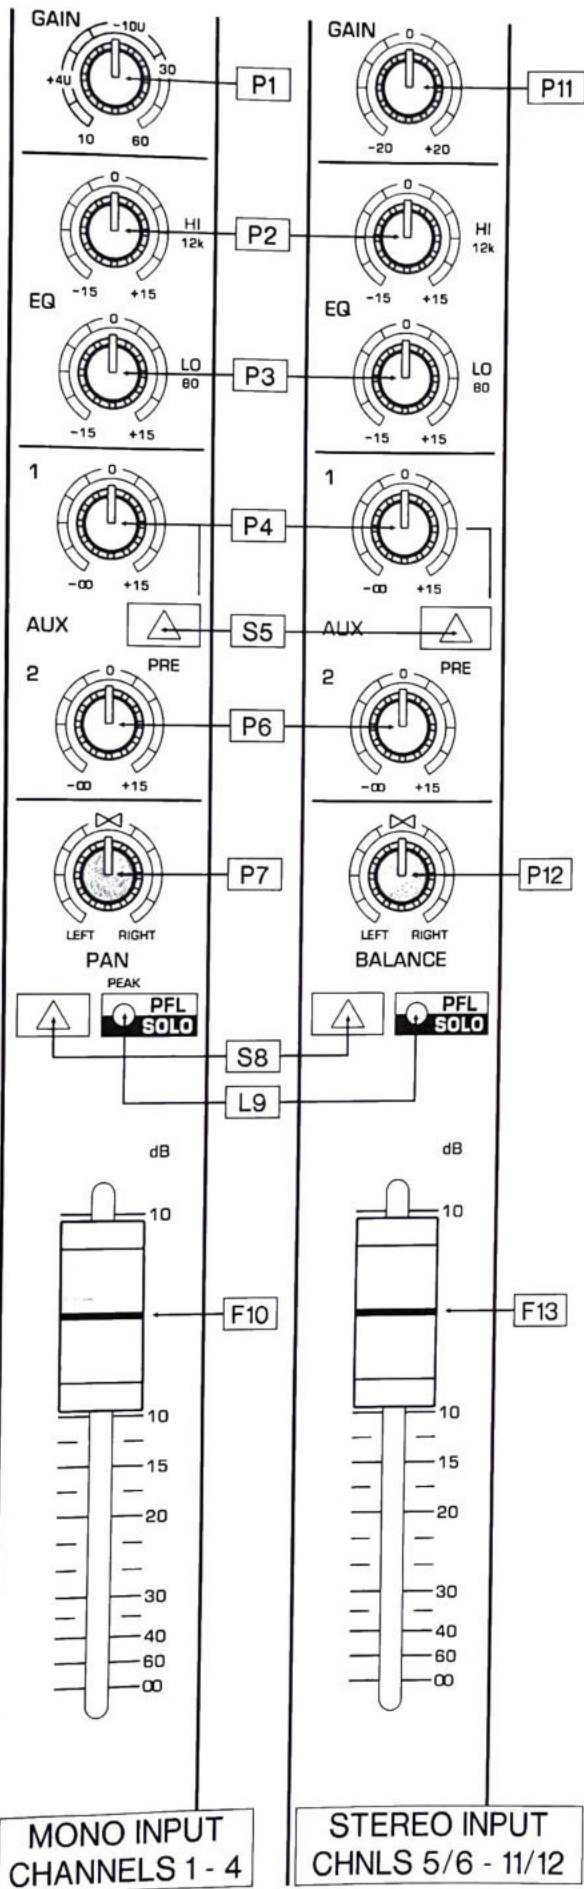 GAIN
-10U
+4U
30
10
60
P1
GAIN
0
-20
+20
P11
0
HI
12k
-15
+15
P2
0
HI
12k
-15
+15
EQ
EQ
0
LO
80
-15
+15
P3
0
LO
80
-15
+15
1
0
-∞
+15
P4
1
0
-∞
+15
AUX
S5
AUX
PRE
PRE
2
0
-∞
+15
P6
2
0
-∞
+15
LEFT
RIGHT
PAN
P7
LEFT
RIGHT
BALANCE
P12
PEAK
PFL
SOLO
PFL
SOLO
S8
L9
dB
10
10
15
20
30
40
60
∞
F10
dB
10
10
15
20
30
40
60
∞
F13
MONO INPUT
CHANNELS 1 - 4
STEREO INPUT
CHNLS 5/6 - 11/12